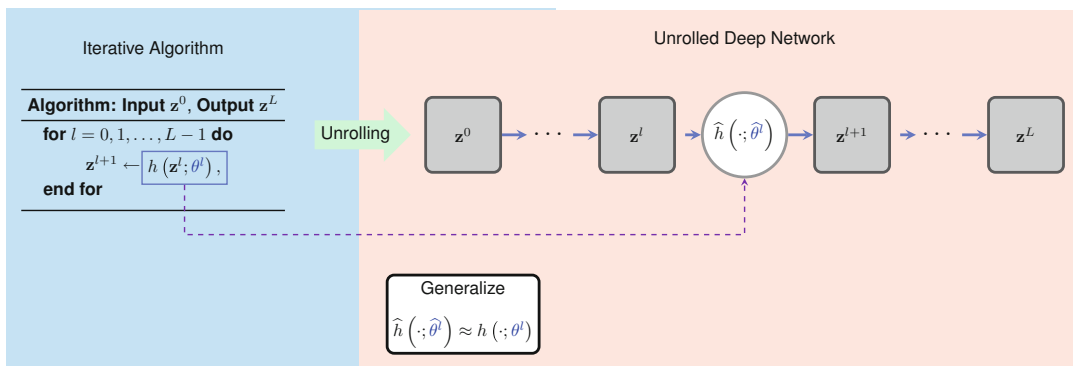 Iterative Algorithm
Algorithm: Input z^0, Output z^L
for l = 0, 1, . . . , L − 1 do
z^{l+1} ← h (z^l; θ^l) ,
end for
Unrolling
Unrolled Deep Network
z^0 · · · z^l ĥ (·; θ̂^l) z^{l+1} · · · z^L
Generalize
ĥ (·; θ̂^l) ≈ h (·; θ^l)